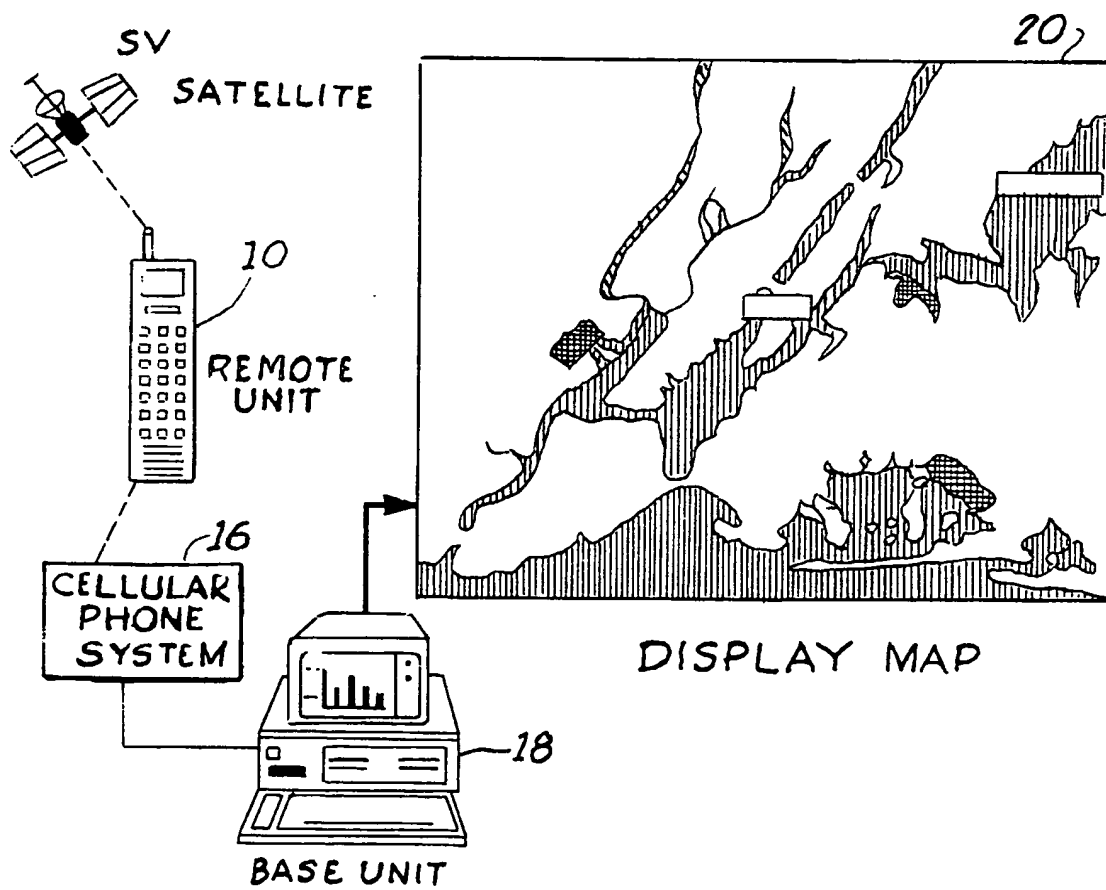 SV
SATELLITE
20
10
REMOTE
UNIT
16
CELLULAR
PHONE
SYSTEM
18
BASE UNIT
DISPLAY MAP